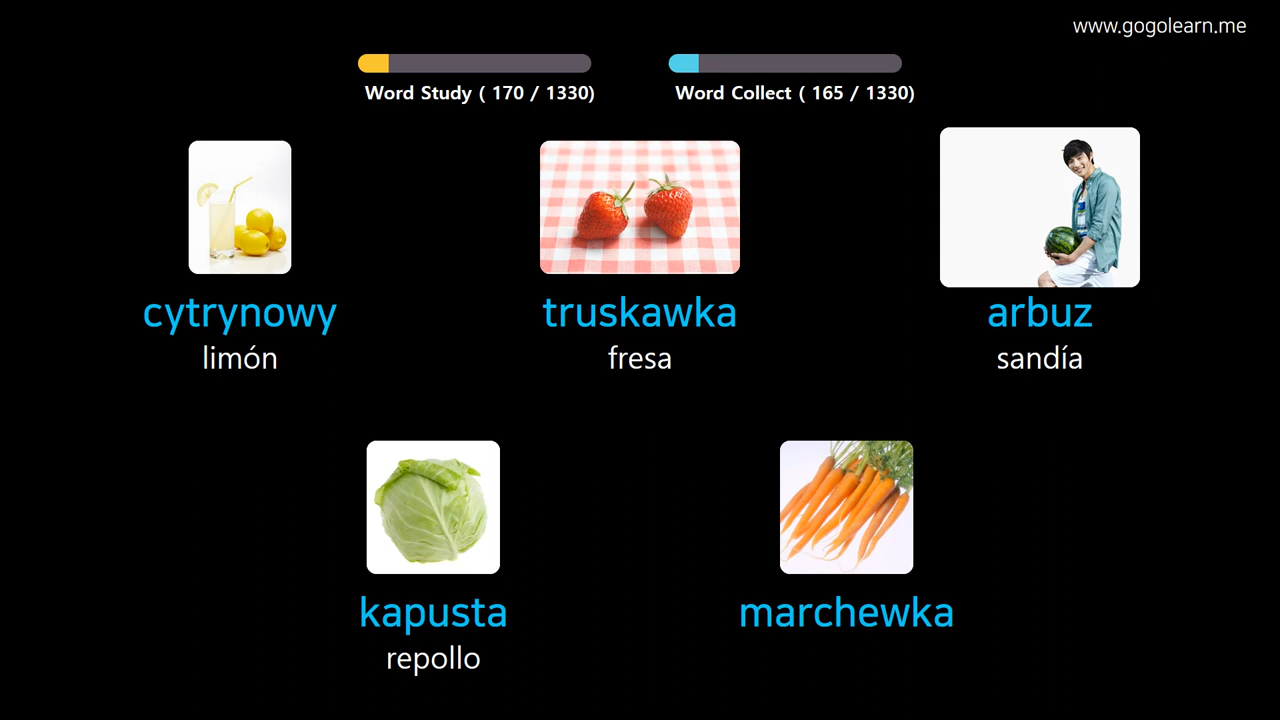 www.gogolearn.me
Word Study ( 170 / 1330)
Word Collect ( 165 / 1330)
cytrynowy
limón
truskawka
fresa
arbuz
sandía
kapusta
repollo
marchewka